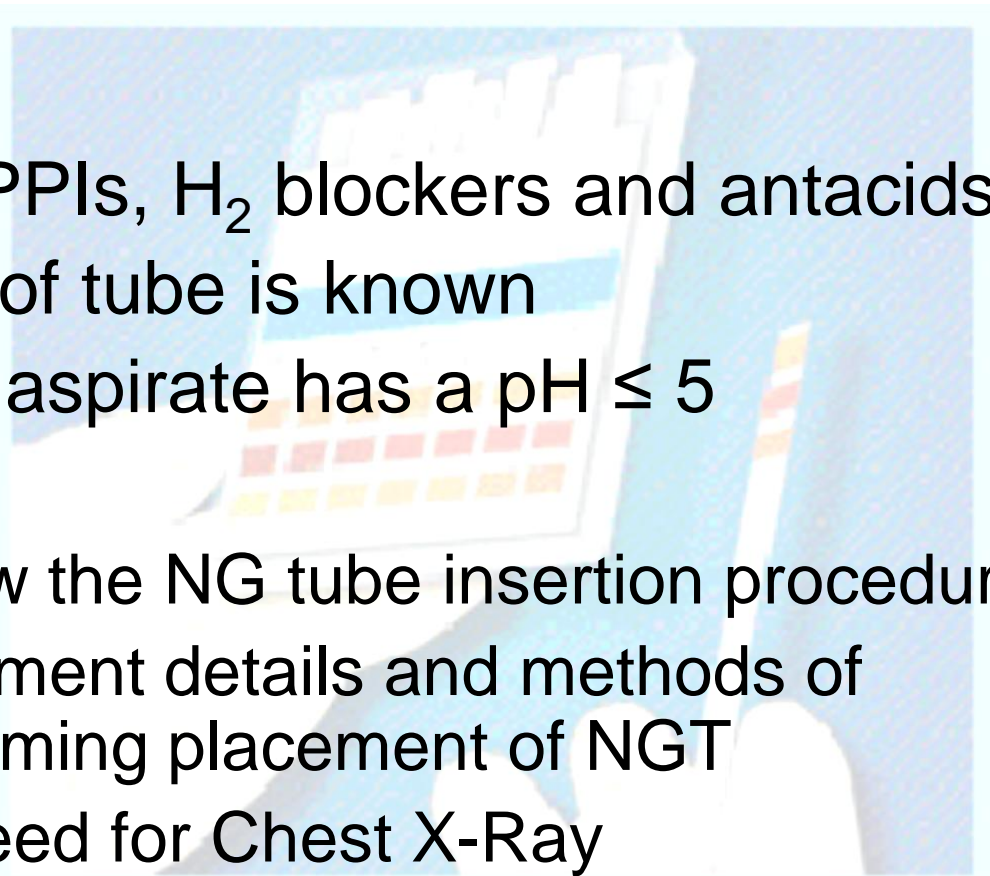 PPIs, H₂ blockers and antacids
of tube is known
aspirate has a pH ≤ 5
w the NG tube insertion procedur
ment details and methods of
ming placement of NGT
eed for Chest X-Ray